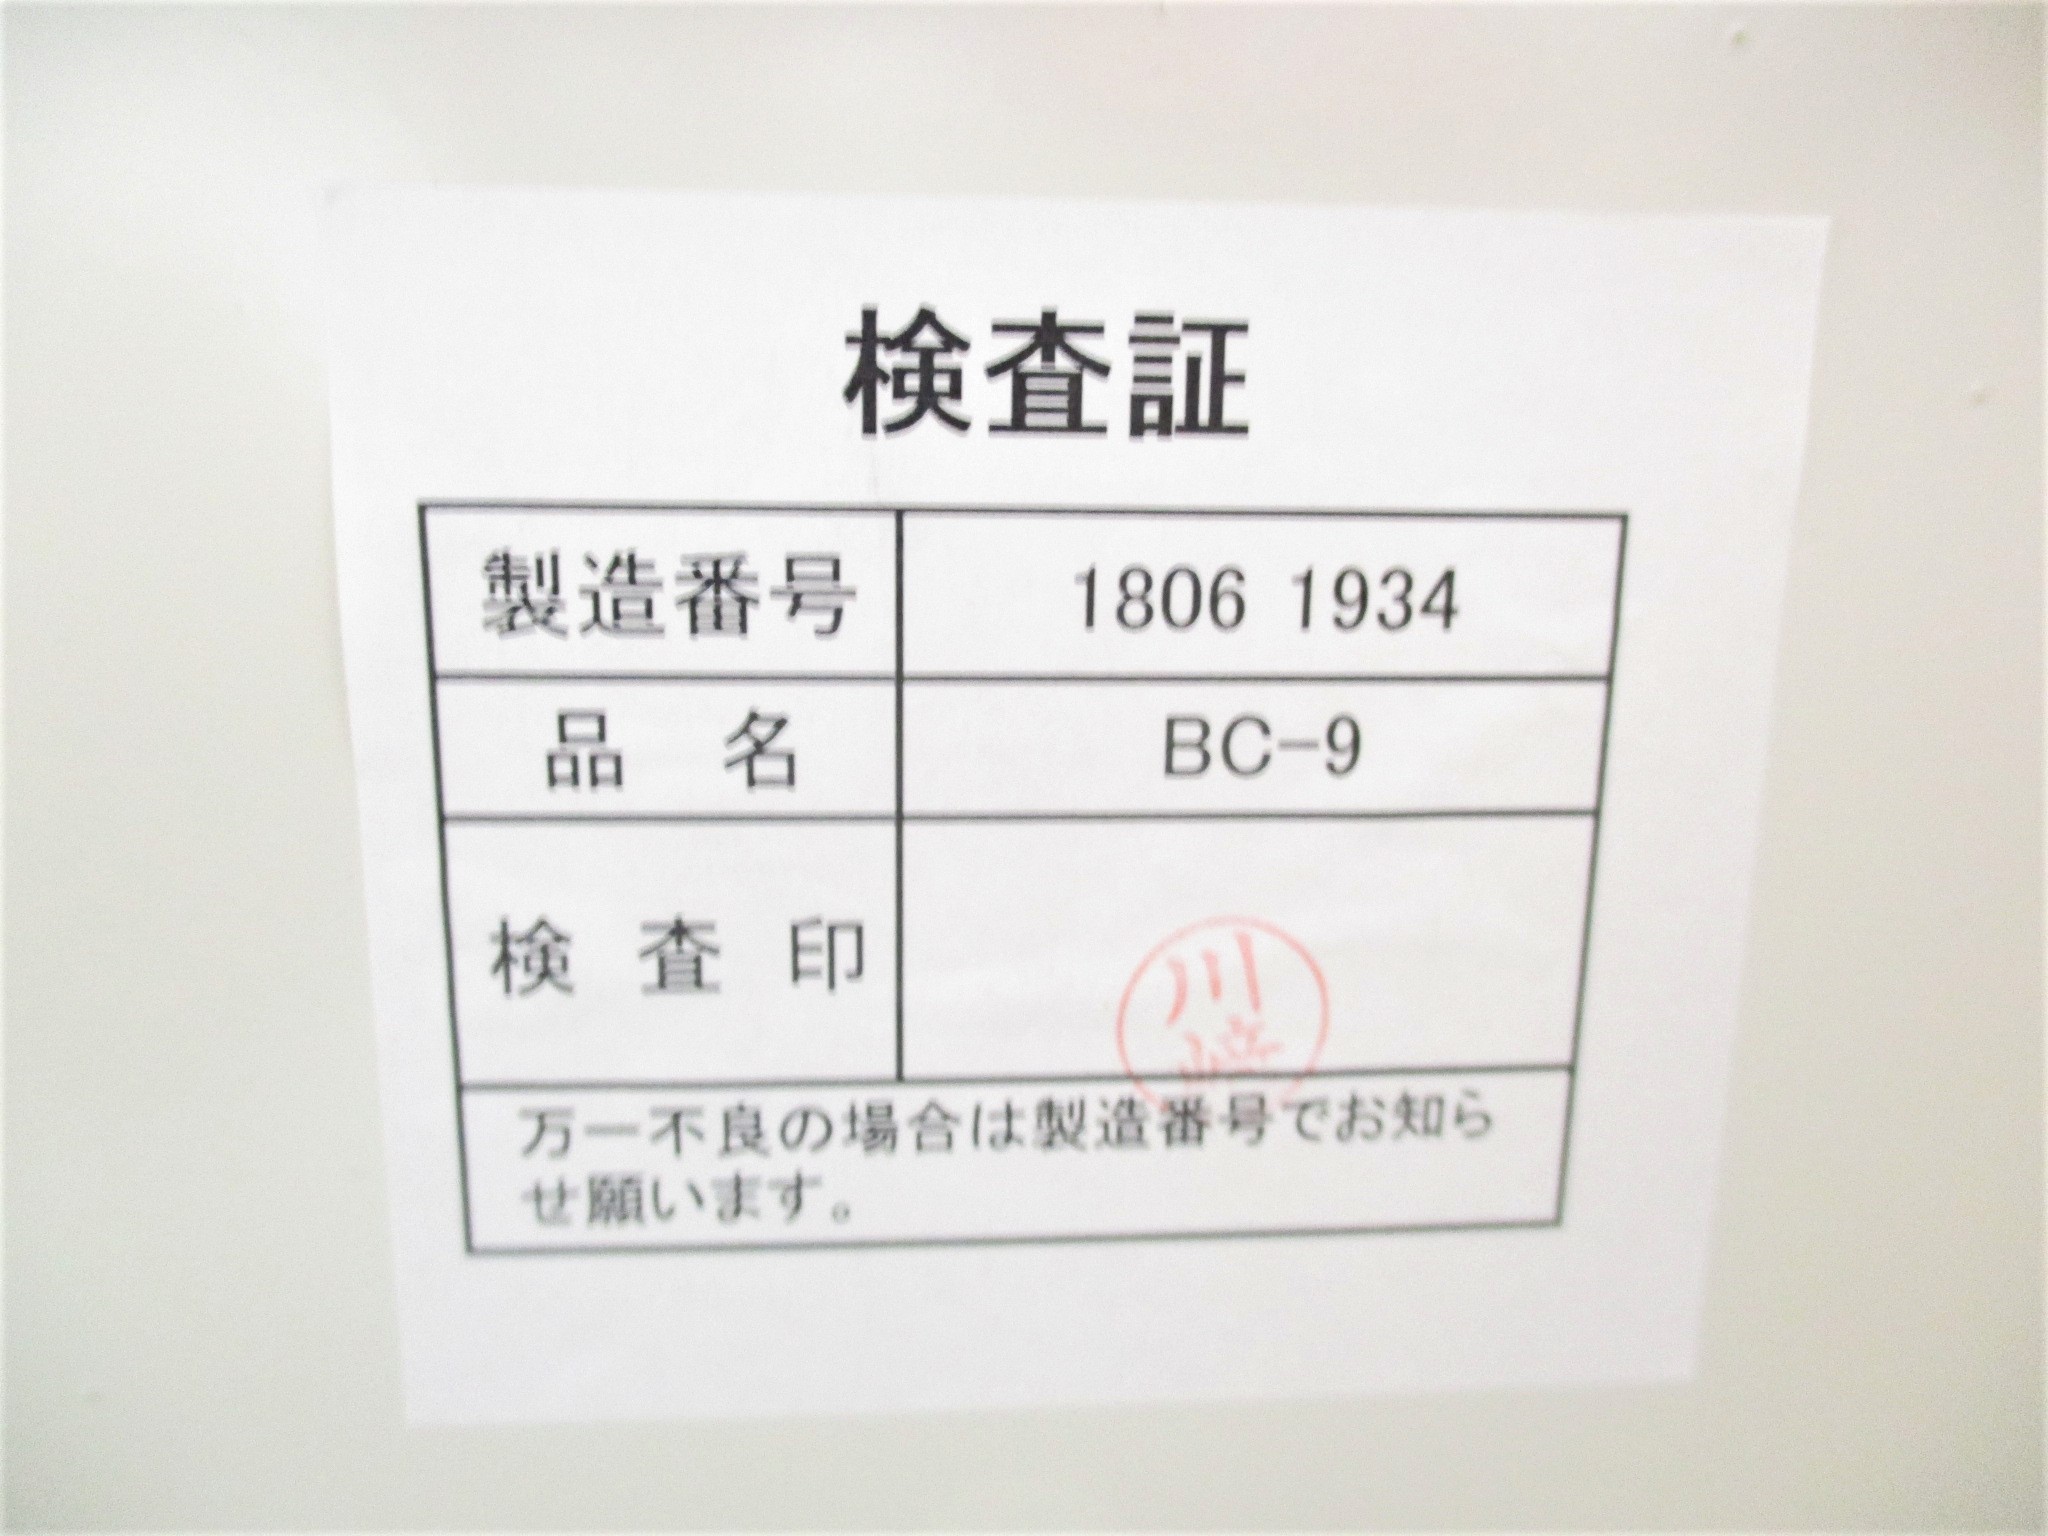 検査証
製造番号 1806 1934
品 名 BC-9
検 査 印 川崎
万一不良の場合は製造番号でお知ら
せ願います。